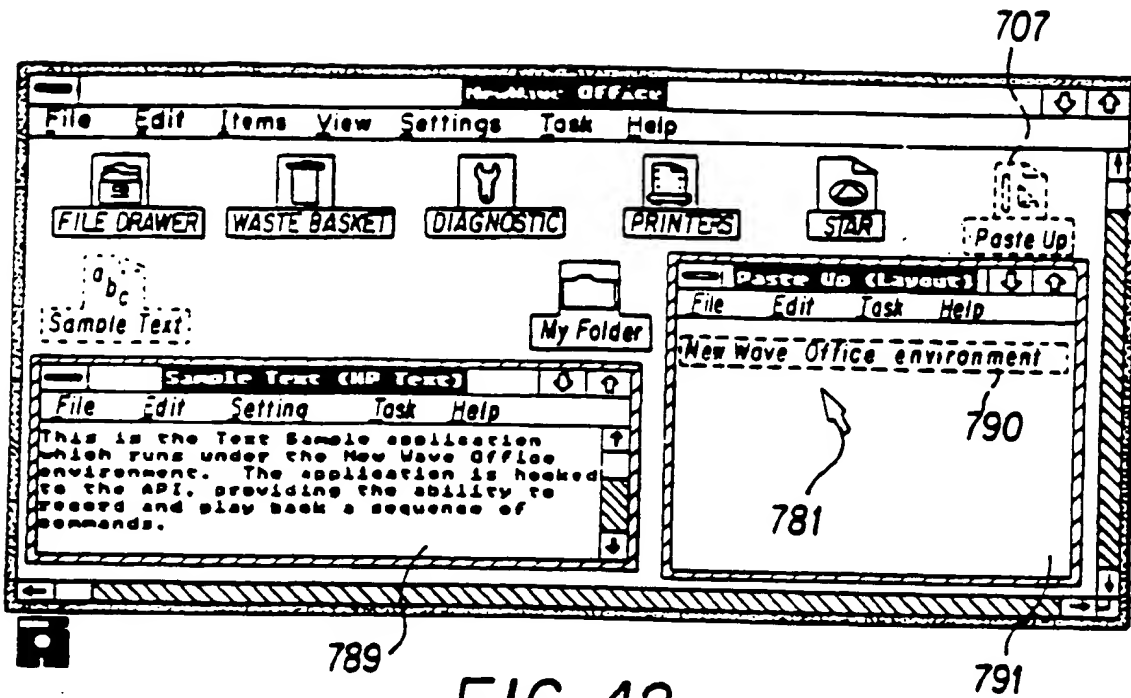 707
NewWave Office
File Edit Items View Settings Task Help
FILE DRAWER WASTE BASKET DIAGNOSTIC PRINTERS STAR Paste Up
abc
Sample Text
My Folder
Paste Up (Layout)
File Edit Task Help
New Wave Office environment
790
781
Sample Text (HP Text)
File Edit Setting Task Help
This is the Text Sample application
which runs under the New Wave Office
environment. The application is hooked
to the API, providing the ability to
record and play back a sequence of
commands.
789
791
FIG 42